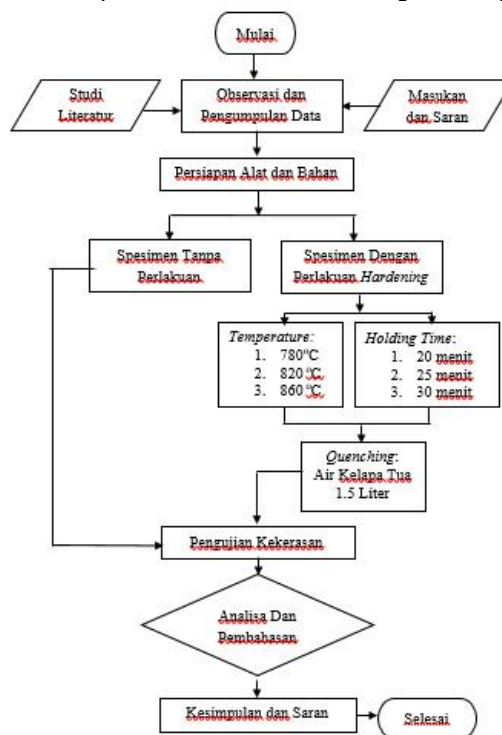 Mulai
Studi
Literatur
Observasi dan
Pengumpulan Data
Masukan
dan Saran
Persiapan Alat dan Bahan
Spesimen Tanpa
Perlakuan
Spesimen Dengan
Perlakuan Hardening
Temperature:
1. 780°C
2. 820 °C
3. 860 °C
Holding Time:
1. 20 menit
2. 25 menit
3. 30 menit
Quenching:
Air Kelapa Tua
1.5 Liter
Pengujian Kekerasan
Analisa Dan
Pembahasan
Kesimpulan dan Saran
Selesai